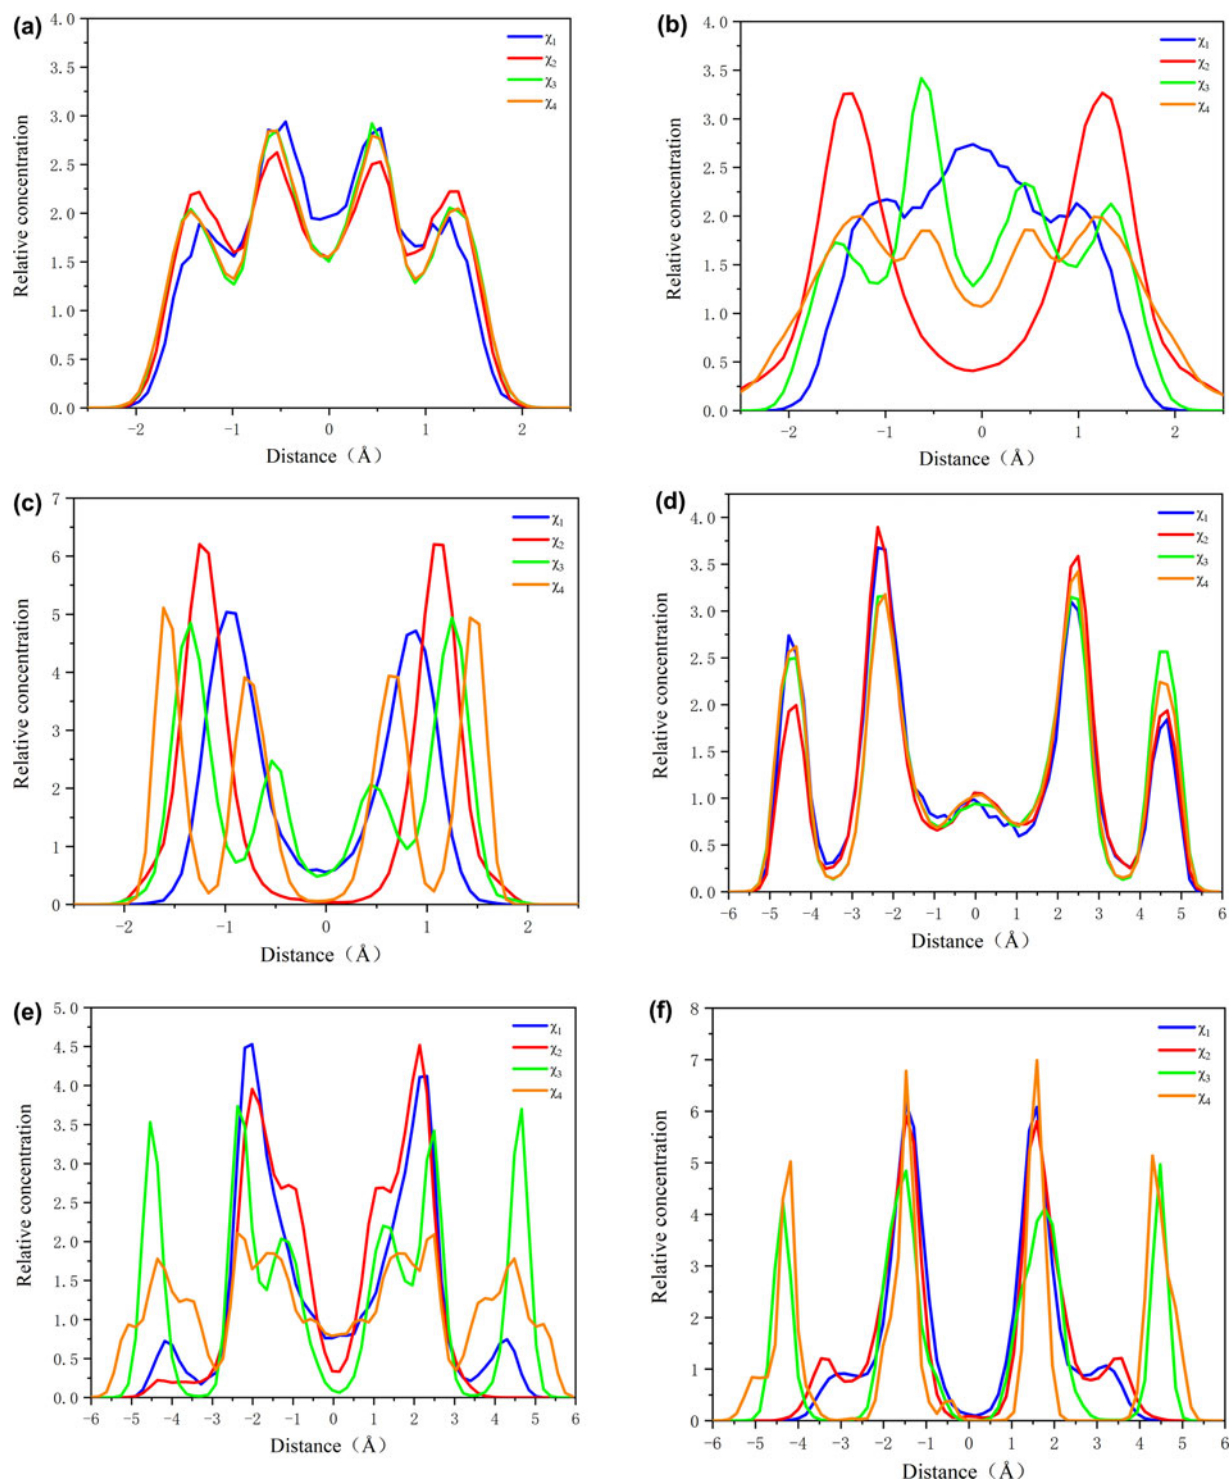 (a)
Relative concentration
4.0
3.5
3.0
2.5
2.0
1.5
1.0
0.5
0.0
χ1
χ2
χ3
χ4
-2 -1 0 1 2
Distance (Å)
(b)
Relative concentration
4.0
3.5
3.0
2.5
2.0
1.5
1.0
0.5
0.0
χ1
χ2
χ3
χ4
-2 -1 0 1 2
Distance (Å)
(c)
Relative concentration
7
6
5
4
3
2
1
0
χ1
χ2
χ3
χ4
-2 -1 0 1 2
Distance (Å)
(d)
Relative concentration
4.0
3.5
3.0
2.5
2.0
1.5
1.0
0.5
0.0
χ1
χ2
χ3
χ4
-6 -5 -4 -3 -2 -1 0 1 2 3 4 5 6
Distance (Å)
(e)
Relative concentration
5.0
4.5
4.0
3.5
3.0
2.5
2.0
1.5
1.0
0.5
0.0
χ1
χ2
χ3
χ4
-6 -5 -4 -3 -2 -1 0 1 2 3 4 5 6
Distance (Å)
(f)
Relative concentration
8
7
6
5
4
3
2
1
0
χ1
χ2
χ3
χ4
-6 -5 -4 -3 -2 -1 0 1 2 3 4 5 6
Distance (Å)